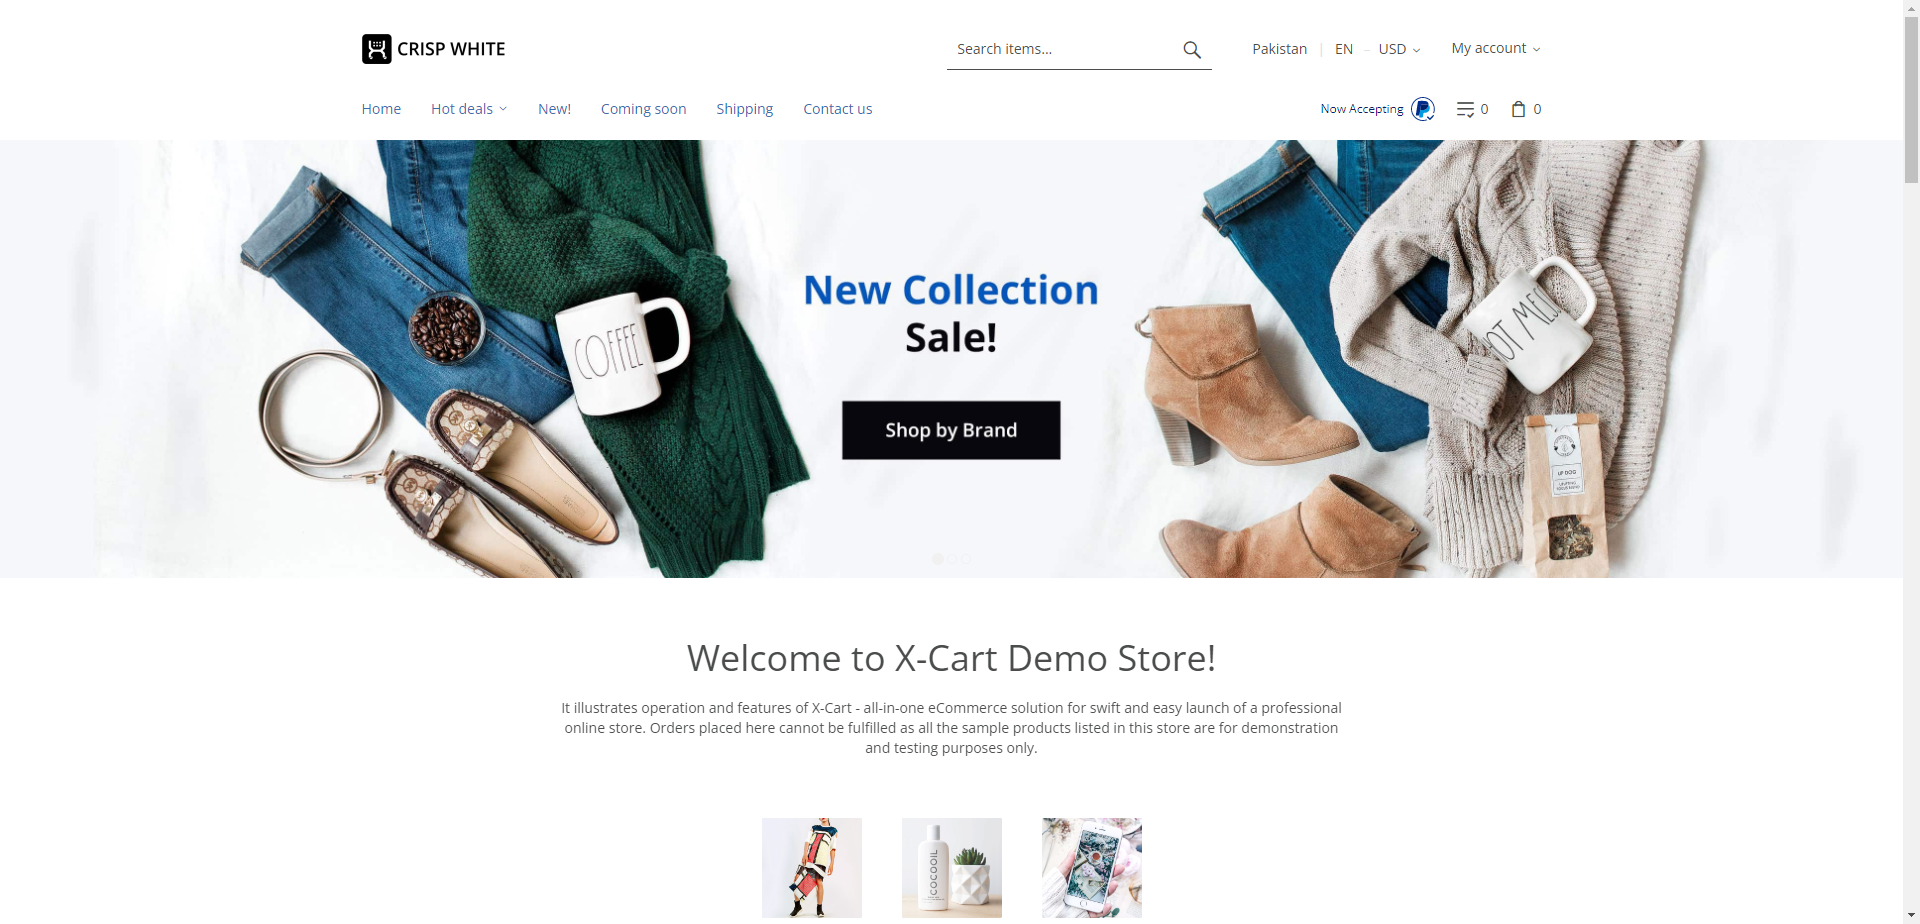 CRISP WHITE
Search items...
Pakistan
EN
USD
My account
Home
Hot deals
New!
Coming soon
Shipping
Contact us
Now Accepting
0
0
New Collection
Sale!
Shop by Brand
COFFEE
HOT MESS
UP DOG
Welcome to X-Cart Demo Store!
It illustrates operation and features of X-Cart - all-in-one eCommerce solution for swift and easy launch of a professional
online store. Orders placed here cannot be fulfilled as all the sample products listed in this store are for demonstration
and testing purposes only.
COCOOIL